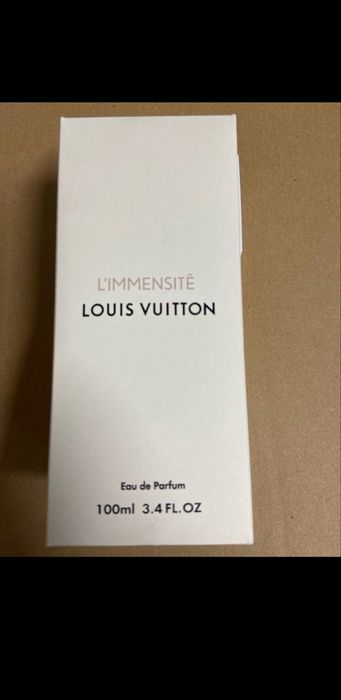 L'IMMENSITÊ
LOUIS VUITTON
Eau de Parfum
100ml 3.4 FL.OZ